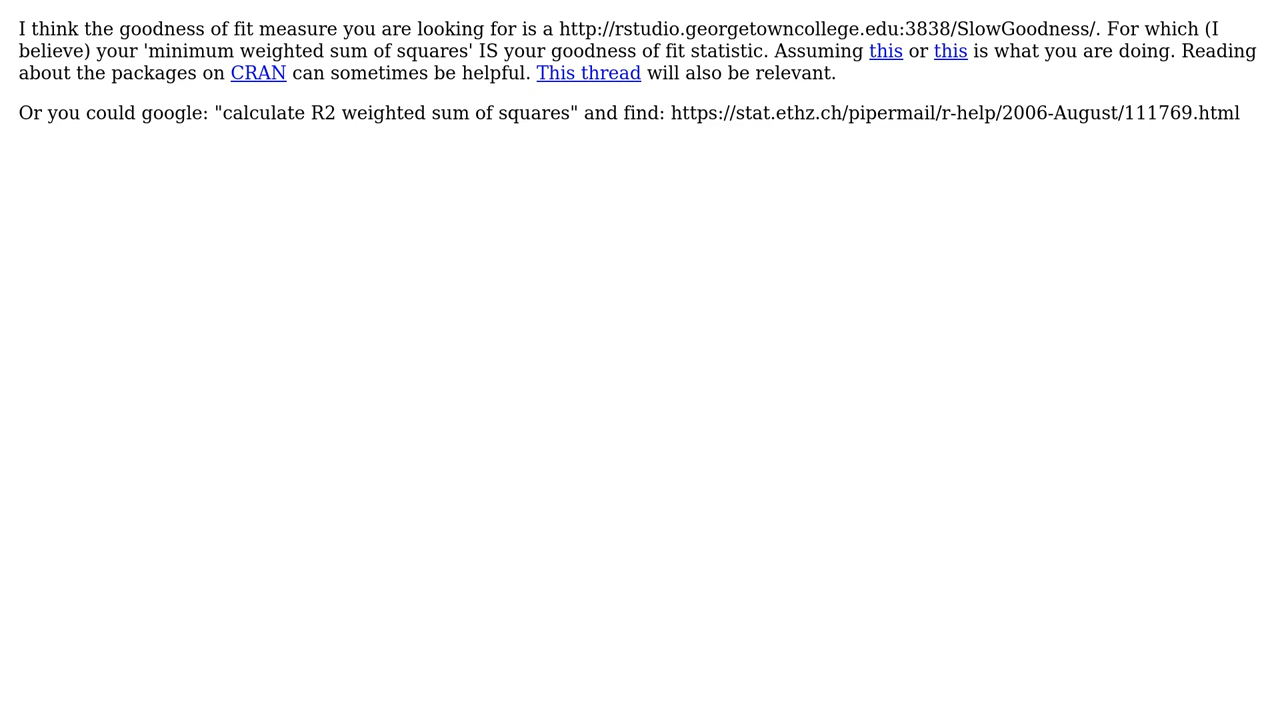 I think the goodness of fit measure you are looking for is a http://rstudio.georgetowncollege.edu:3838/SlowGoodness/. For which (I
believe) your 'minimum weighted sum of squares' IS your goodness of fit statistic. Assuming this or this is what you are doing. Reading
about the packages on CRAN can sometimes be helpful. This thread will also be relevant.
Or you could google: "calculate R2 weighted sum of squares" and find: https://stat.ethz.ch/pipermail/r-help/2006-August/111769.html